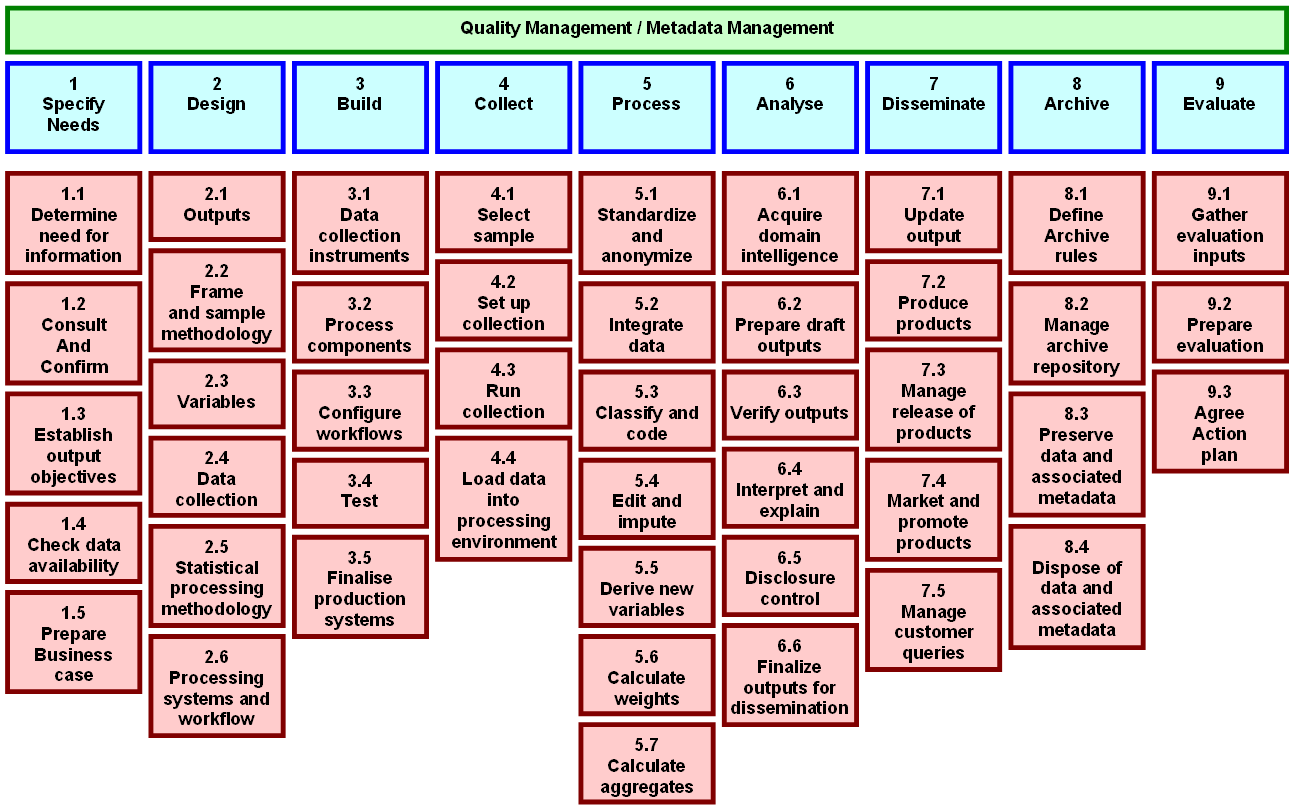 Quality Management / Metadata Management
1
Specify
Needs
2
Design
3
Build
4
Collect
5
Process
6
Analyse
7
Disseminate
8
Archive
9
Evaluate
1.1
Determine
need for
information
1.2
Consult
And
Confirm
1.3
Establish
output
objectives
1.4
Check data
availability
1.5
Prepare
Business
case
2.1
Outputs
2.2
Frame
and sample
methodology
2.3
Variables
2.4
Data
collection
2.5
Statistical
processing
methodology
2.6
Processing
systems and
workflow
3.1
Data
collection
instruments
3.2
Process
components
3.3
Configure
workflows
3.4
Test
3.5
Finalise
production
systems
4.1
Select
sample
4.2
Set up
collection
4.3
Run
collection
4.4
Load data
into
processing
environment
5.1
Standardize
and
anonymize
5.2
Integrate
data
5.3
Classify and
code
5.4
Edit and
impute
5.5
Derive new
variables
5.6
Calculate
weights
5.7
Calculate
aggregates
6.1
Acquire
domain
intelligence
6.2
Prepare draft
outputs
6.3
Verify outputs
6.4
Interpret and
explain
6.5
Disclosure
control
6.6
Finalize
outputs for
dissemination
7.1
Update
output
7.2
Produce
products
7.3
Manage
release of
products
7.4
Market and
promote
products
7.5
Manage
customer
queries
8.1
Define
Archive
rules
8.2
Manage
archive
repository
8.3
Preserve
data and
associated
metadata
8.4
Dispose of
data and
associated
metadata
9.1
Gather
evaluation
inputs
9.2
Prepare
evaluation
9.3
Agree
Action
plan